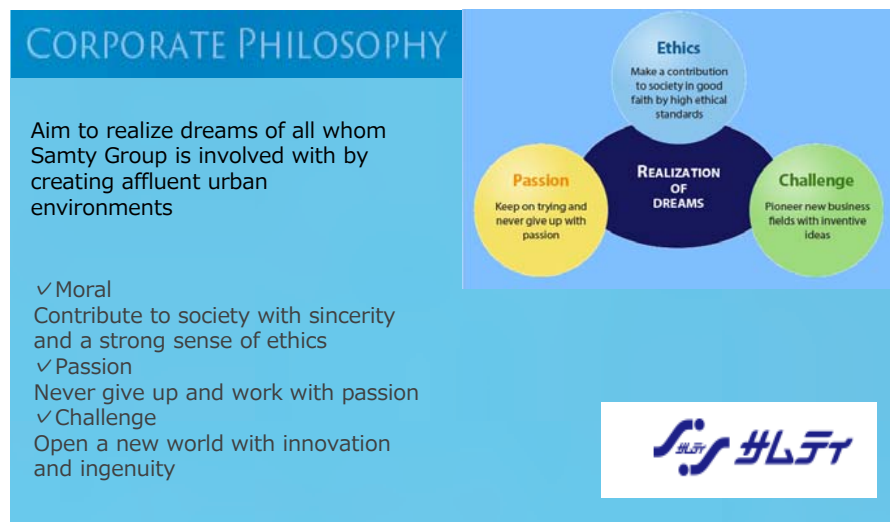 CORPORATE PHILOSOPHY
Aim to realize dreams of all whom
Samty Group is involved with by
creating affluent urban
environments
✓Moral
Contribute to society with sincerity
and a strong sense of ethics
✓Passion
Never give up and work with passion
✓Challenge
Open a new world with innovation
and ingenuity
Ethics
Make a contribution
to society in good
faith by high ethical
standards
REALIZATION
OF
DREAMS
Passion
Keep on trying and
never give up with
passion
Challenge
Pioneer new business
fields with inventive
ideas
サムティ
サムティ